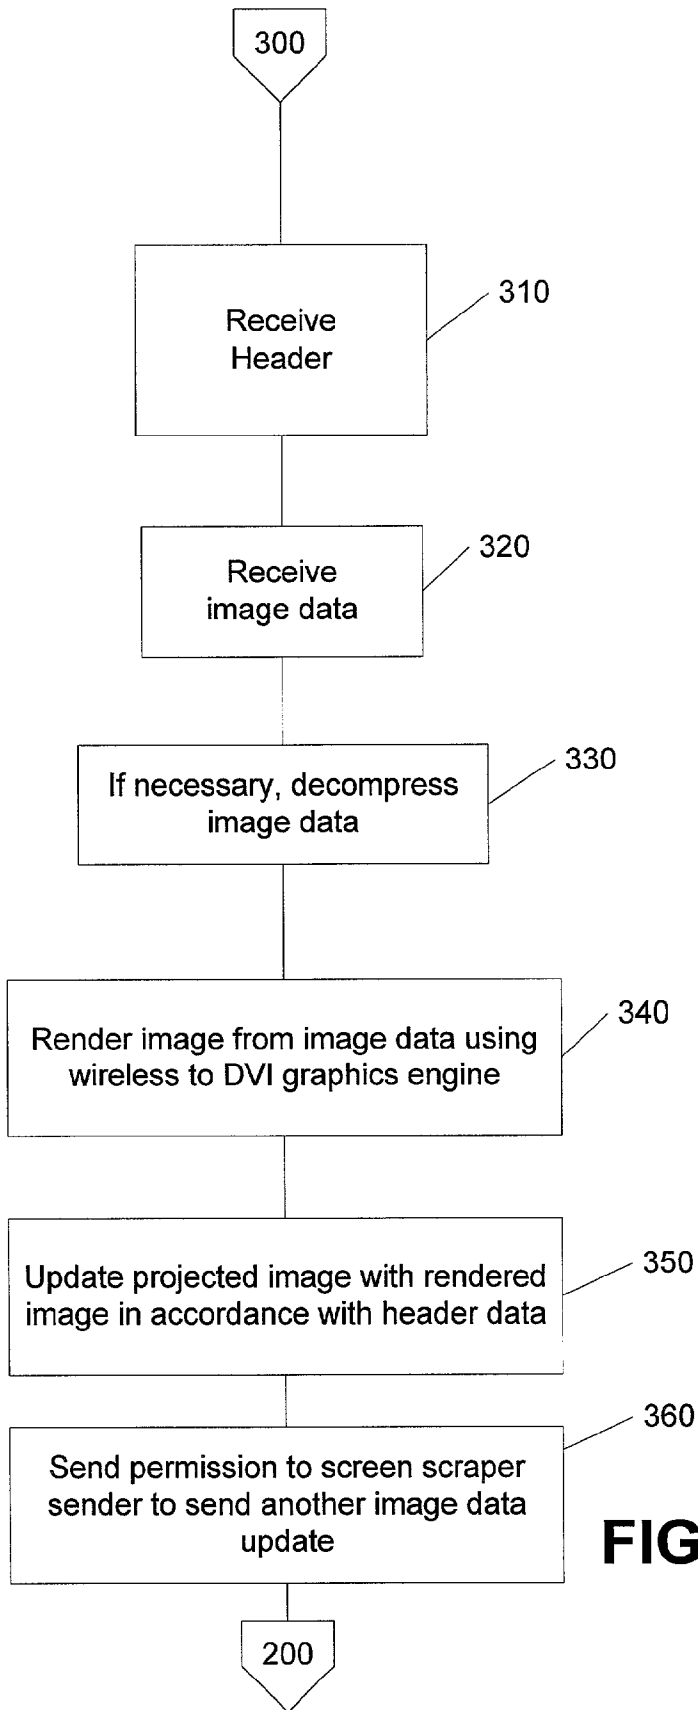 300
310
Receive
Header
320
Receive
image data
330
If necessary, decompress
image data
340
Render image from image data using
wireless to DVI graphics engine
350
Update projected image with rendered
image in accordance with header data
360
Send permission to screen scraper
sender to send another image data
update
FIG
200